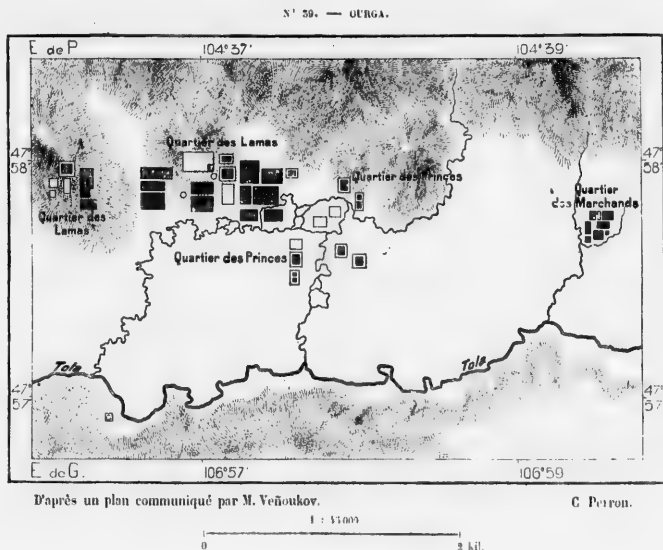 N° 39. — OURGA.
E. de P. 104°37' 104°39'
47° 58' 47° 58'
Quartier des Lamas
Quartier des Princes
Quartier des Marchands
Quartier des Lamas
Quartier des Princes
Tola Tola
47° 57' 47° 57'
E. de G. 106°57' 106°59'
D'après un plan communiqué par M. Veñoukov. C. Perron.
0 2 kil.